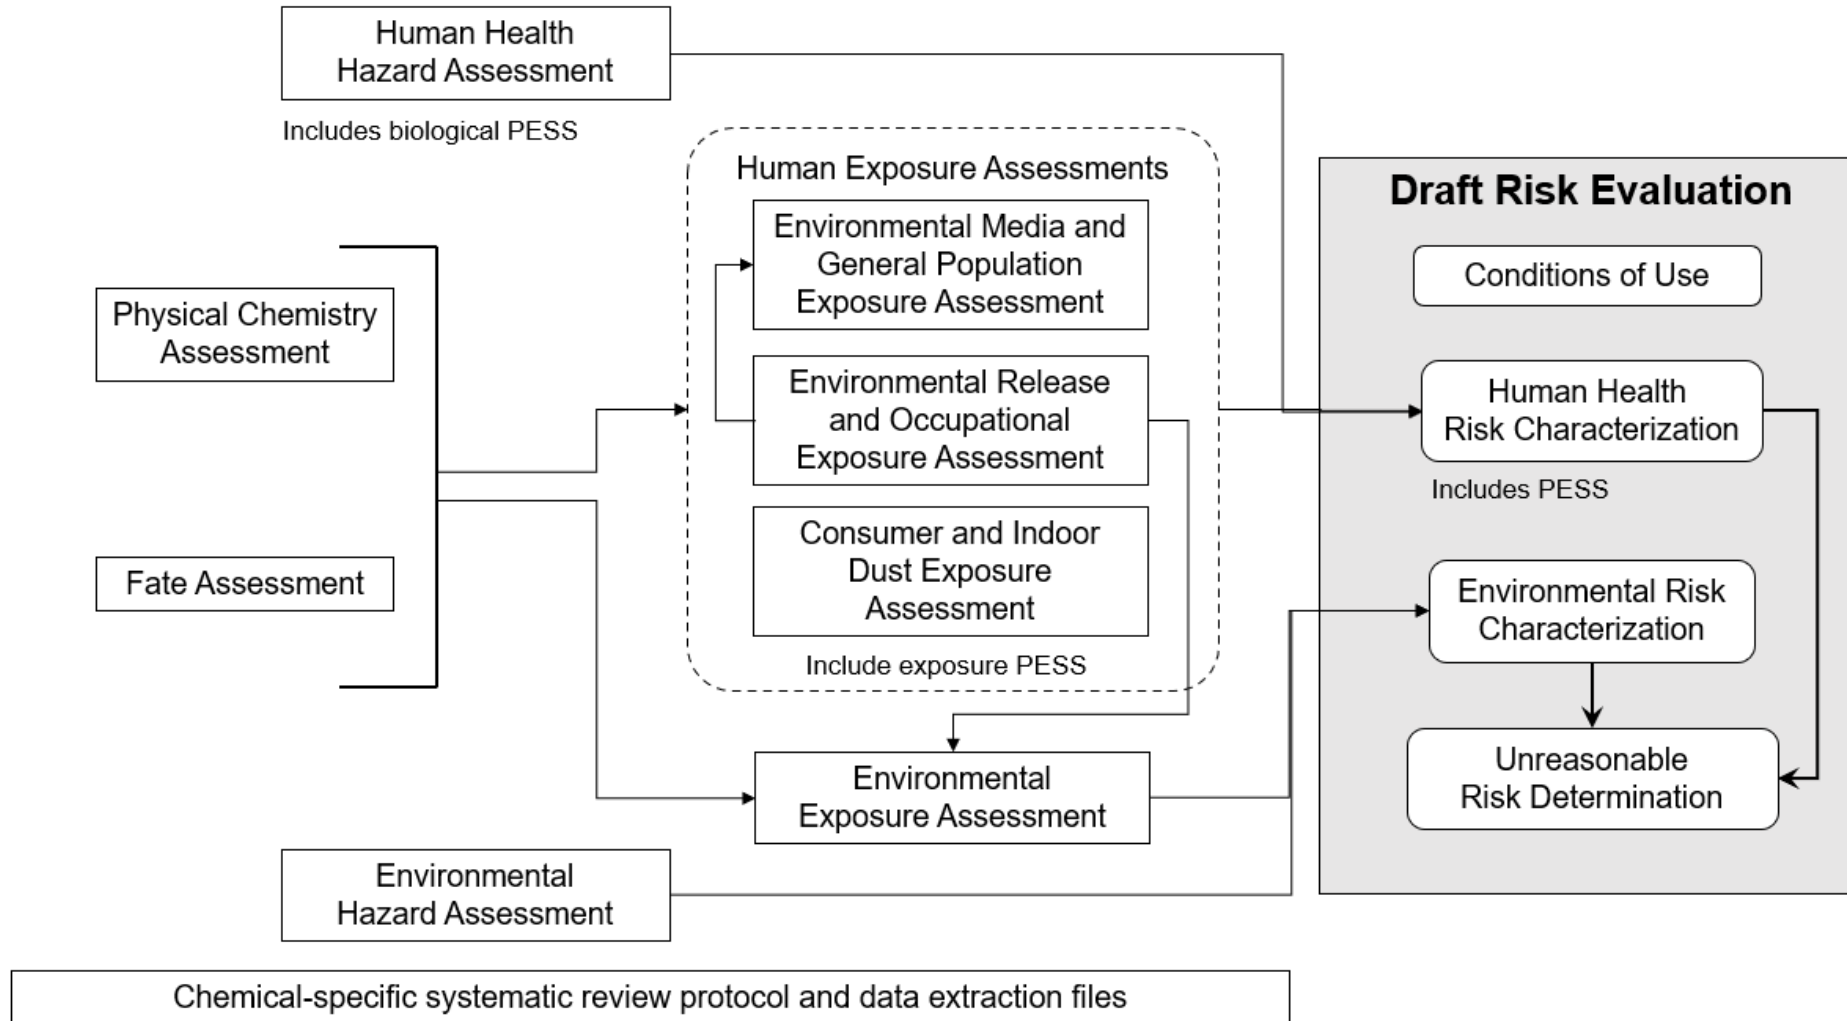 Human Health
Hazard Assessment
Includes biological PESS
Physical Chemistry
Assessment
Fate Assessment
Human Exposure Assessments
Environmental Media and
General Population
Exposure Assessment
Environmental Release
and Occupational
Exposure Assessment
Consumer and Indoor
Dust Exposure
Assessment
Include exposure PESS
Environmental
Exposure Assessment
Environmental
Hazard Assessment
Draft Risk Evaluation
Conditions of Use
Human Health
Risk Characterization
Includes PESS
Environmental Risk
Characterization
Unreasonable
Risk Determination
Chemical-specific systematic review protocol and data extraction files